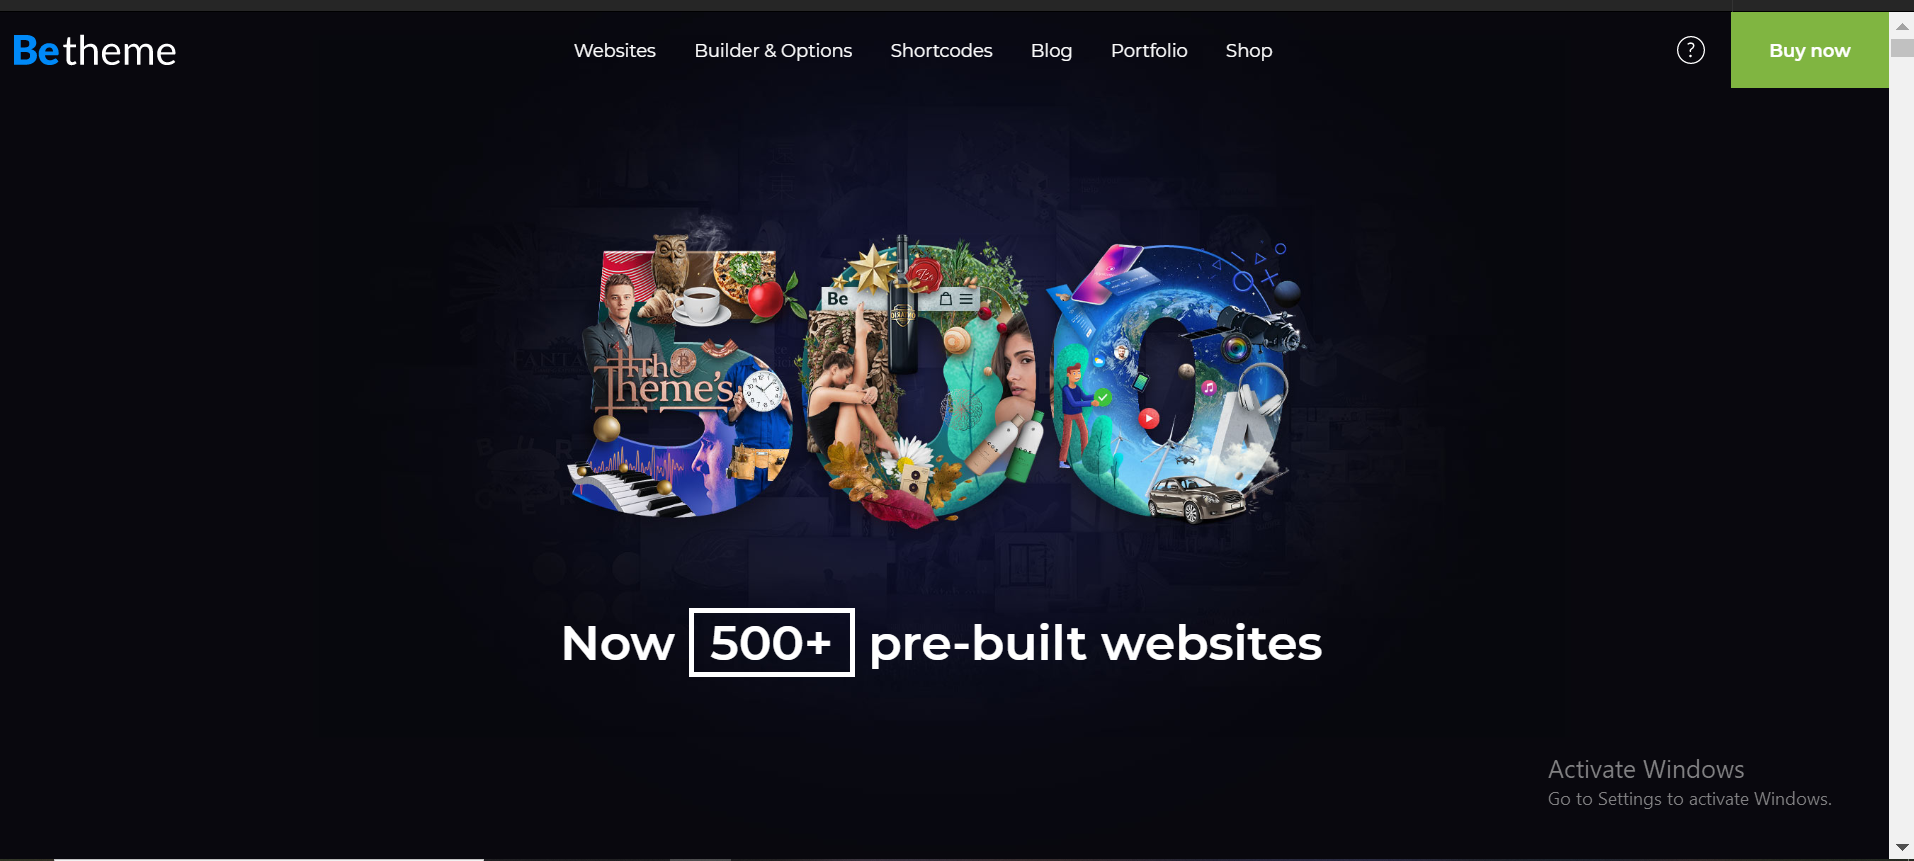 Betheme
Websites
Builder & Options
Shortcodes
Blog
Portfolio
Shop
?
Buy now
Be
The
Theme's
Now 500+ pre-built websites
Activate Windows
Go to Settings to activate Windows.